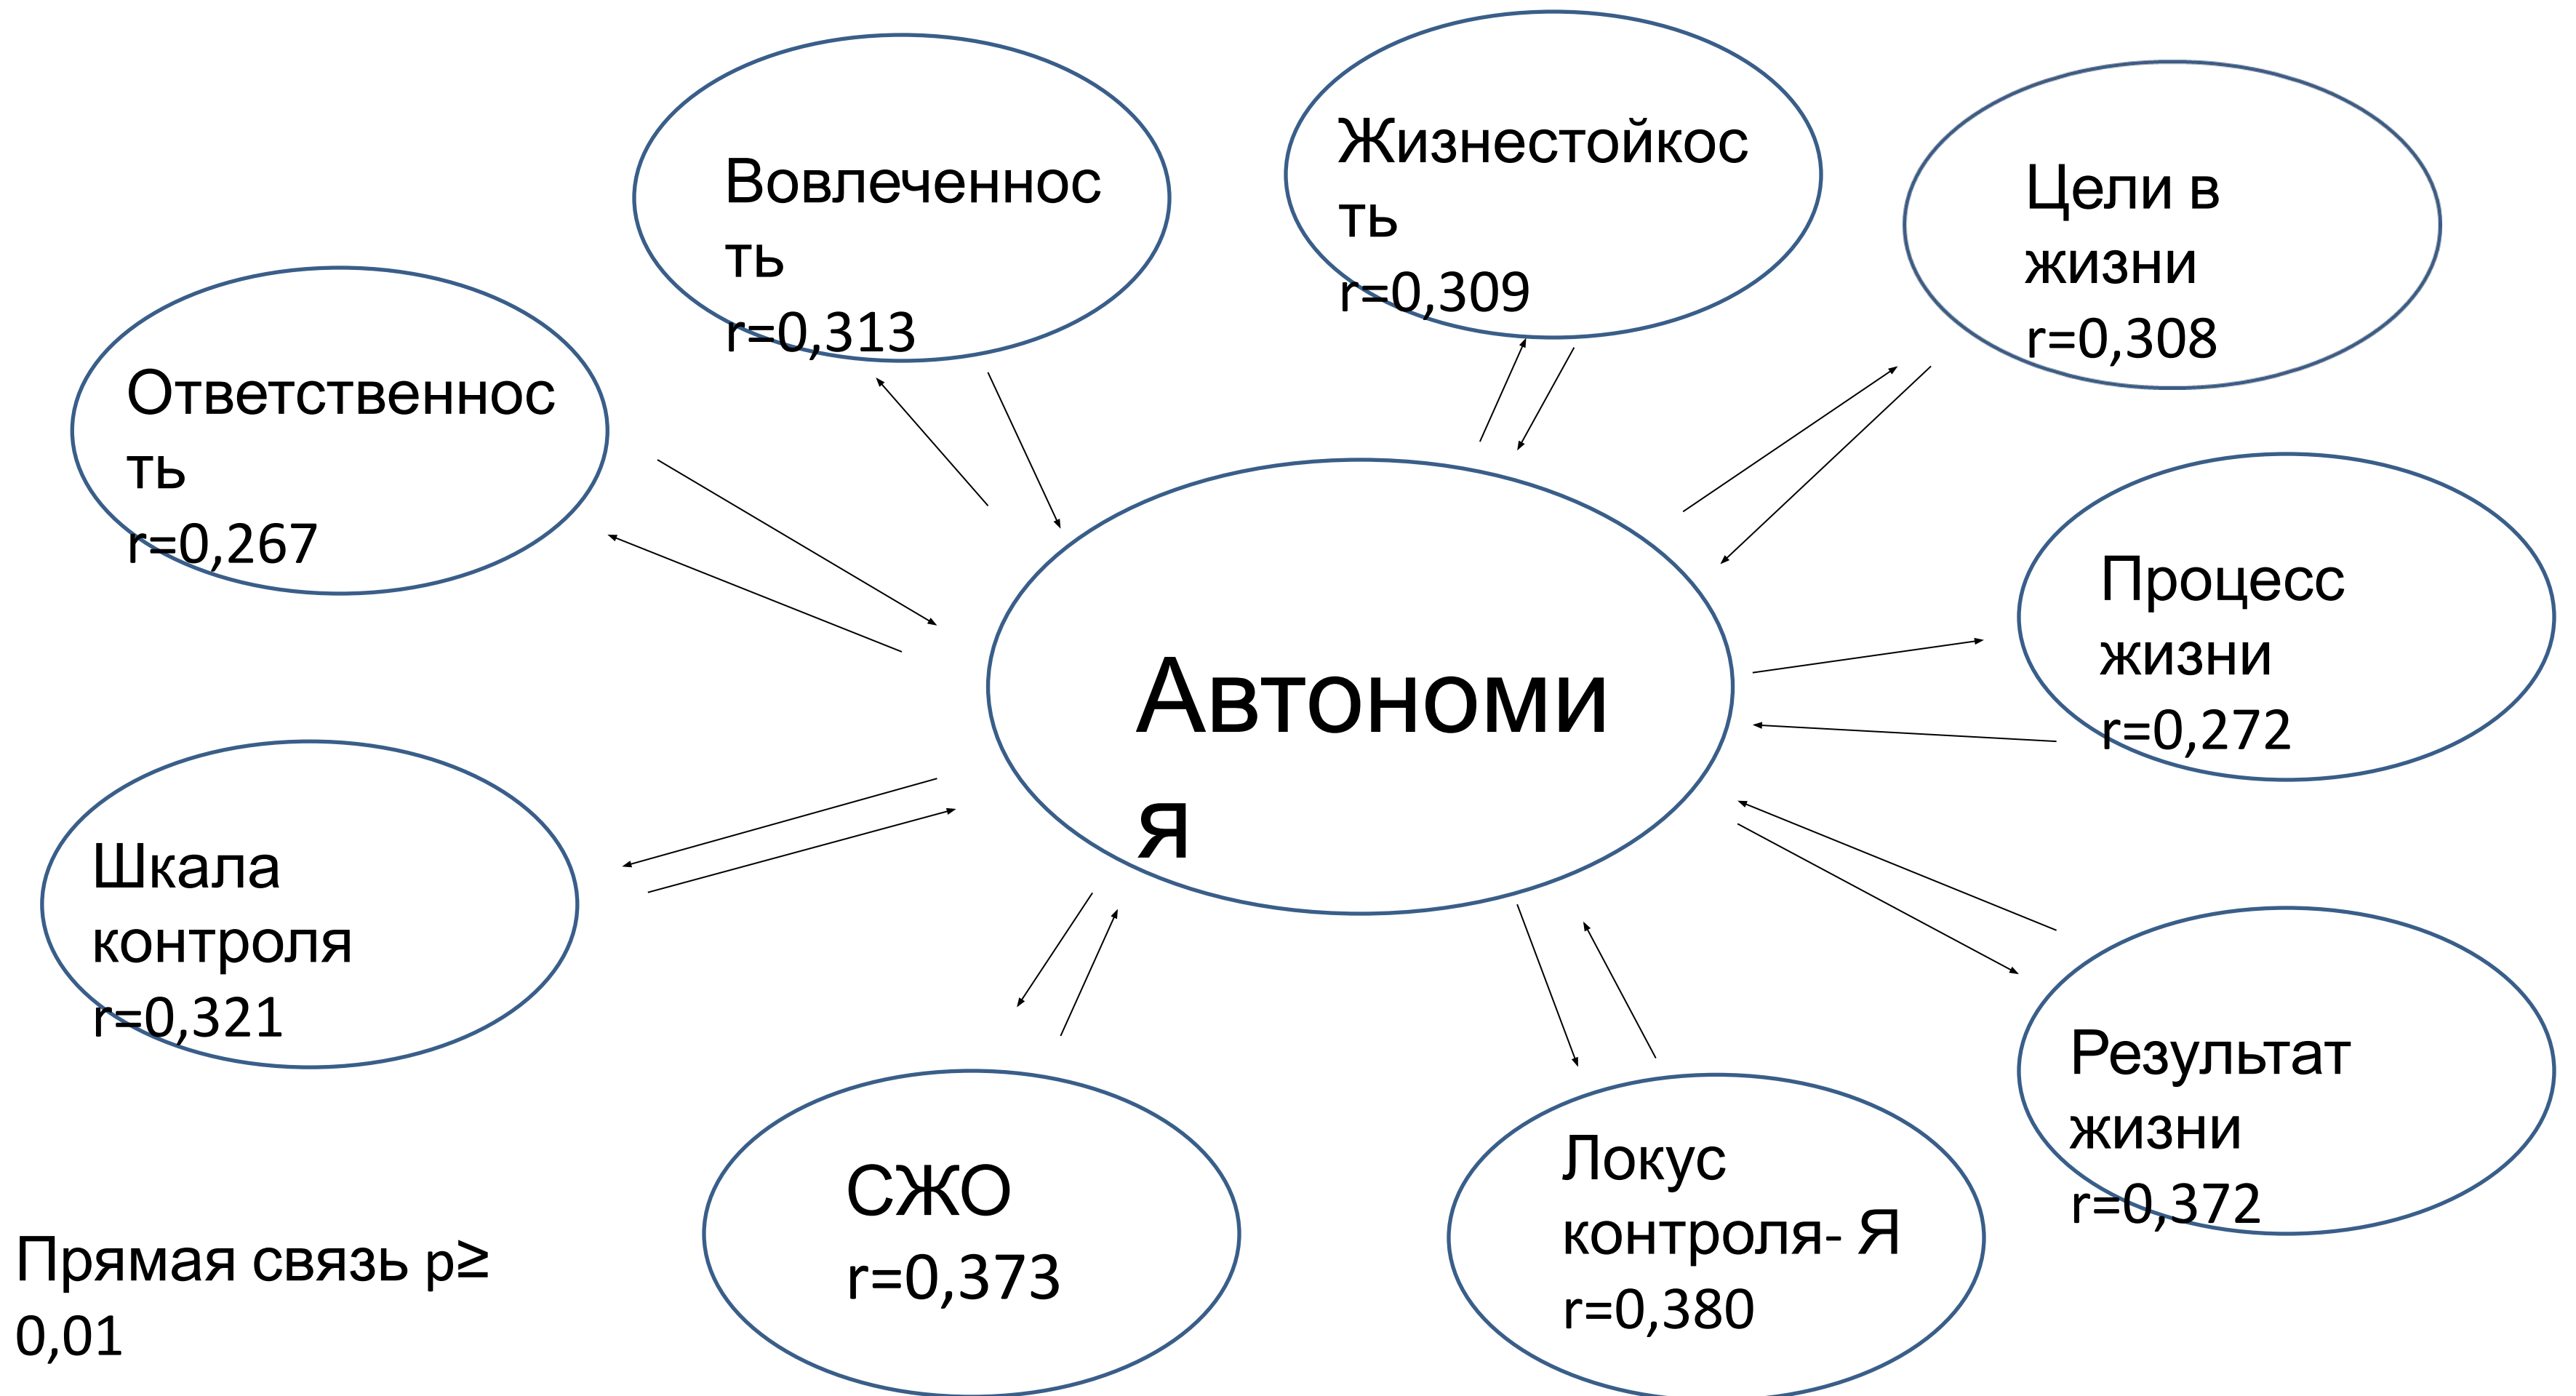 Вовлеченнос
ть
r=0,313
Жизнестойкос
ть
r=0,309
Цели в
жизни
r=0,308
Ответственнос
ть
r=0,267
Автономи
я
Процесс
жизни
r=0,272
Шкала
контроля
r=0,321
Результат
жизни
r=0,372
СЖО
r=0,373
Локус
контроля- Я
r=0,380
Прямая связь p≥
0,01